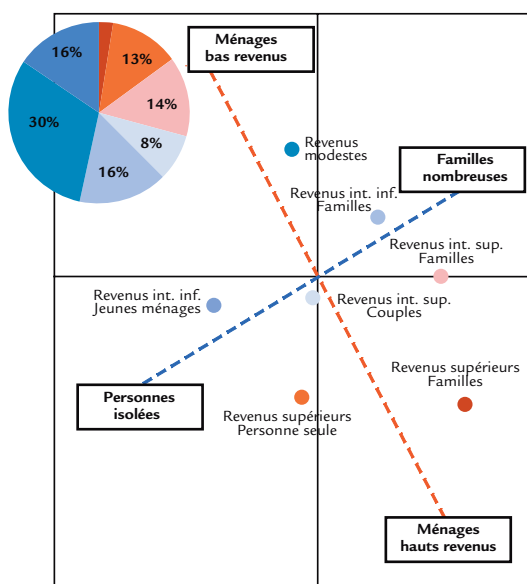 Ménages
bas revenus
16%
13%
14%
30%
8%
16%
Revenus
modestes
Familles
nombreuses
Revenus int. inf.
Familles
Revenus int. sup.
Familles
Revenus int. inf.
Jeunes ménages
Revenus int. sup.
Couples
Revenus supérieurs
Familles
Personnes
isolées
Revenus supérieurs
Personne seule
Ménages
hauts revenus